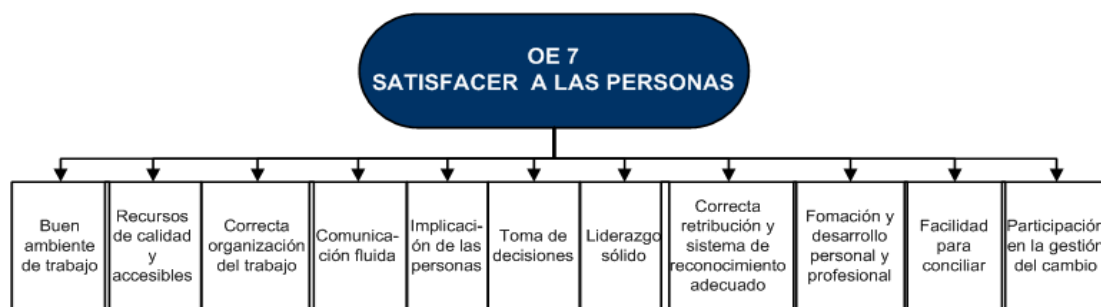 OE 7
SATISFACER A LAS PERSONAS
Buen
ambiente
de trabajo
Recursos
de calidad
y
accesibles
Correcta
organización
del trabajo
Comunica-
ción fluida
Implicaci-
ón de las
personas
Toma de
decisiones
Liderazgo
sólido
Correcta
retribución y
sistema de
reconocimiento
adecuado
Fomación y
desarrollo
personal y
profesional
Facilidad
para
conciliar
Participación
en la gestión
del cambio